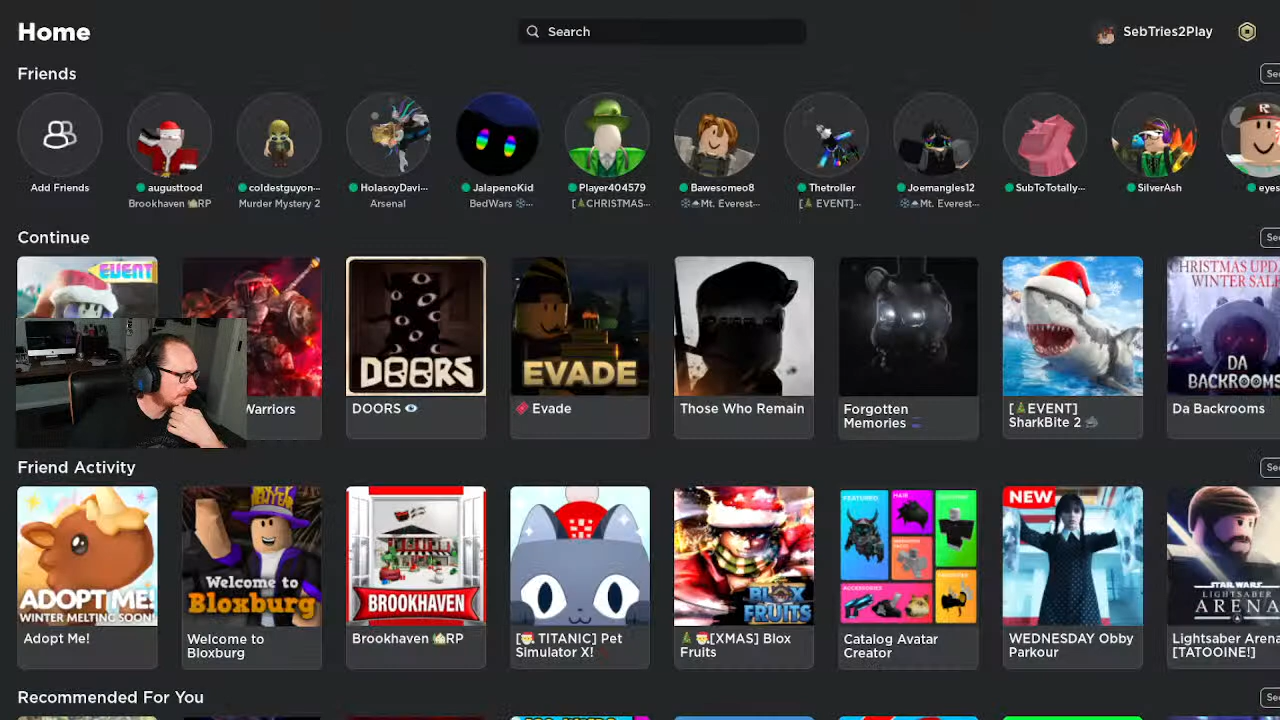 Home
Search
SebTries2Play
Friends
Add Friends
augusttood
Brookhaven 🏡RP
coldestguyon...
Murder Mystery 2
HolasoyDavi...
Arsenal
JalapenoKid
BedWars ❄️...
Player404579
[🎄CHRISTMAS...
Bawesomeo8
❄️🏔️Mt. Everest...
Thetroller
[🎄EVENT]...
Joemangles12
❄️🏔️Mt. Everest...
SubToTotally...
SilverAsh
R
Continue
EVENT
Warriors
DOORS
DOORS 👁️
EVADE
Evade
Those Who Remain
Forgotten
Memories
[🎄EVENT]
SharkBite 2
DA
BACKROOMS
Da Backrooms
Friend Activity
ADOPT ME!
WINTER MELTING SOON!
Adopt Me!
Welcome to
Bloxburg
Welcome to
Bloxburg
BROOKHAVEN
Brookhaven 🏡RP
[🎅 TITANIC] Pet
Simulator X!
BLOX
FRUITS
🎄🎅[XMAS] Blox
Fruits
FEATURED
HAIR
ACCESSORIES
Catalog Avatar
Creator
NEW
WEDNESDAY Obby
Parkour
STAR WARS
LIGHTSABER
ARENA
Lightsaber Arena
[TATOOINE!]
Recommended For You